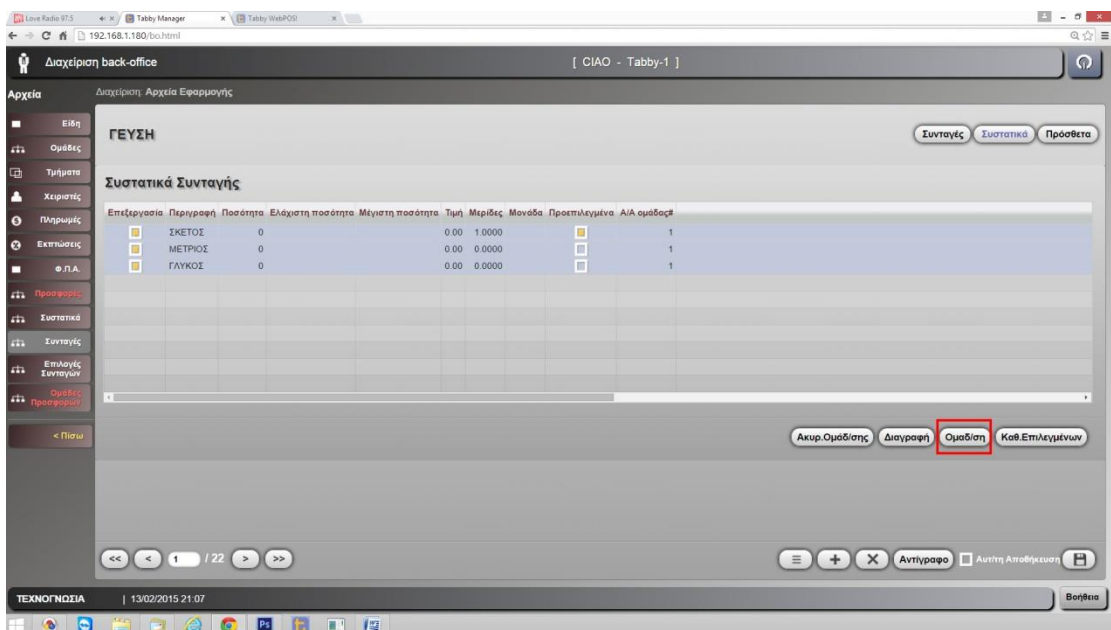 Love Radio 97.5
Tabby Manager
Tabby WebPOS!
192.168.1.180/bo.html
Διαχείριση back-office
[ CIAO - Tabby-1 ]
Αρχεία
Διαχείριση: Αρχεία Εφαρμογής
Είδη
Ομάδες
Τμήματα
Χειριστές
Πληρωμές
Εκπτώσεις
Φ.Π.Α.
Προσφορές
Συστατικά
Συνταγές
Επιλογές Συνταγών
Ομάδες Προσφορών
< Πίσω
ΓΕΥΣΗ
Συνταγές Συστατικά Πρόσθετα
Συστατικά Συνταγής
Επεξεργασία Περιγραφή Ποσότητα Ελάχιστη ποσότητα Μέγιστη ποσότητα Τιμή Μερίδες Μονάδα Προεπιλεγμένα Α/Α ομάδας#
ΣΚΕΤΟΣ 0 0.00 1.0000 1
ΜΕΤΡΙΟΣ 0 0.00 0.0000 1
ΓΛΥΚΟΣ 0 0.00 0.0000 1
Ακυρ.Ομάδ/σης Διαγραφή Ομαδ/ση Καθ.Επιλεγμένων
<< < 1 / 22 > >>
Αντίγραφο Αυτ/τη Αποθήκευση
ΤΕΧΝΟΓΝΩΣΙΑ | 13/02/2015 21:07
Βοήθεια
Ps